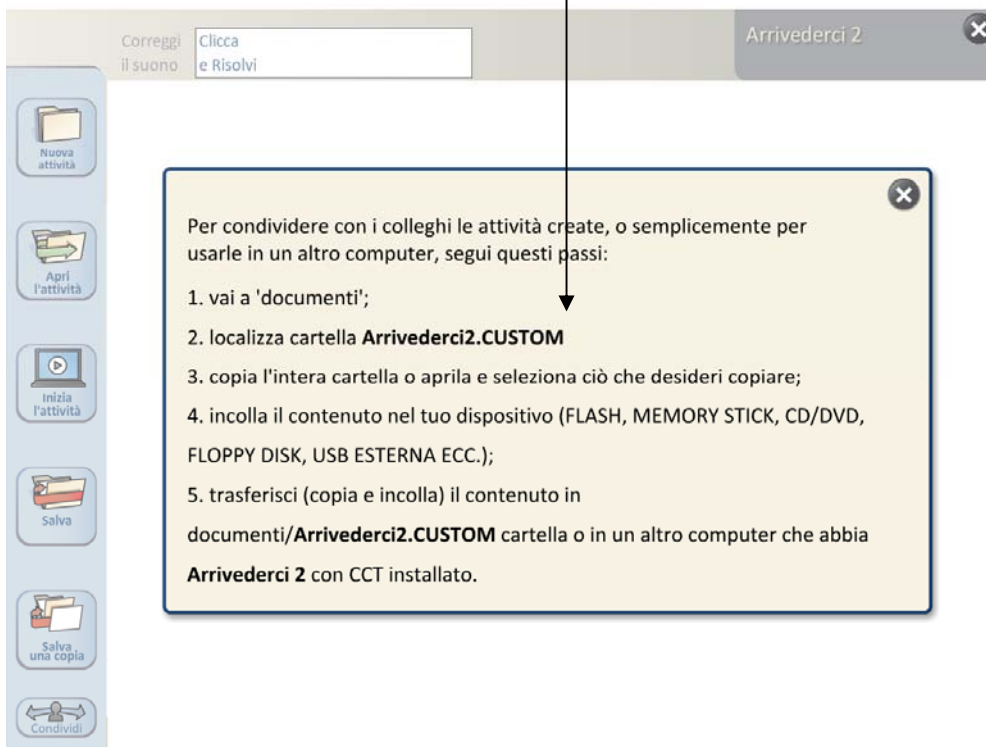 Correggi
il suono
Clicca
e Risolvi
Arrivederci 2
Nuova
attività
Apri
l'attività
Inizia
l'attività
Salva
Salva
una copia
Condividi
Per condividere con i colleghi le attività create, o semplicemente per
usarle in un altro computer, segui questi passi:
1. vai a 'documenti';
2. localizza cartella Arrivederci2.CUSTOM
3. copia l'intera cartella o aprila e seleziona ciò che desideri copiare;
4. incolla il contenuto nel tuo dispositivo (FLASH, MEMORY STICK, CD/DVD,
FLOPPY DISK, USB ESTERNA ECC.);
5. trasferisci (copia e incolla) il contenuto in
documenti/Arrivederci2.CUSTOM cartella o in un altro computer che abbia
Arrivederci 2 con CCT installato.